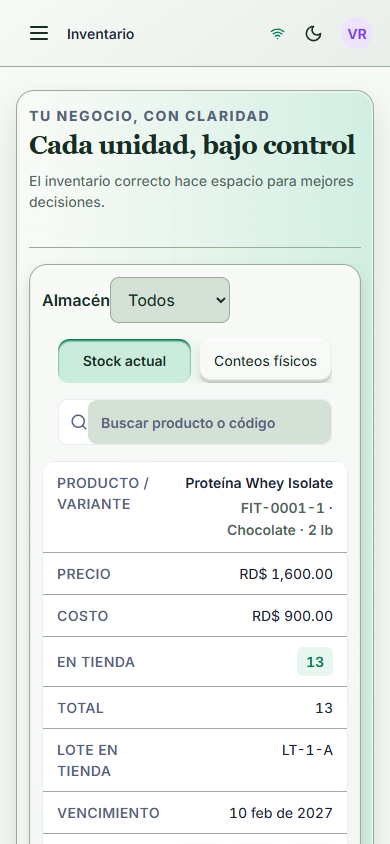 Inventario
VR
TU NEGOCIO, CON CLARIDAD
Cada unidad, bajo control
El inventario correcto hace espacio para mejores
decisiones.
Almacén Todos
Stock actual Conteos físicos
Buscar producto o código
PRODUCTO / Proteína Whey Isolate
VARIANTE FIT-0001-1 ·
Chocolate · 2 lb
PRECIO RD$ 1,600.00
COSTO RD$ 900.00
EN TIENDA 13
TOTAL 13
LOTE EN LT-1-A
TIENDA
VENCIMIENTO 10 feb de 2027